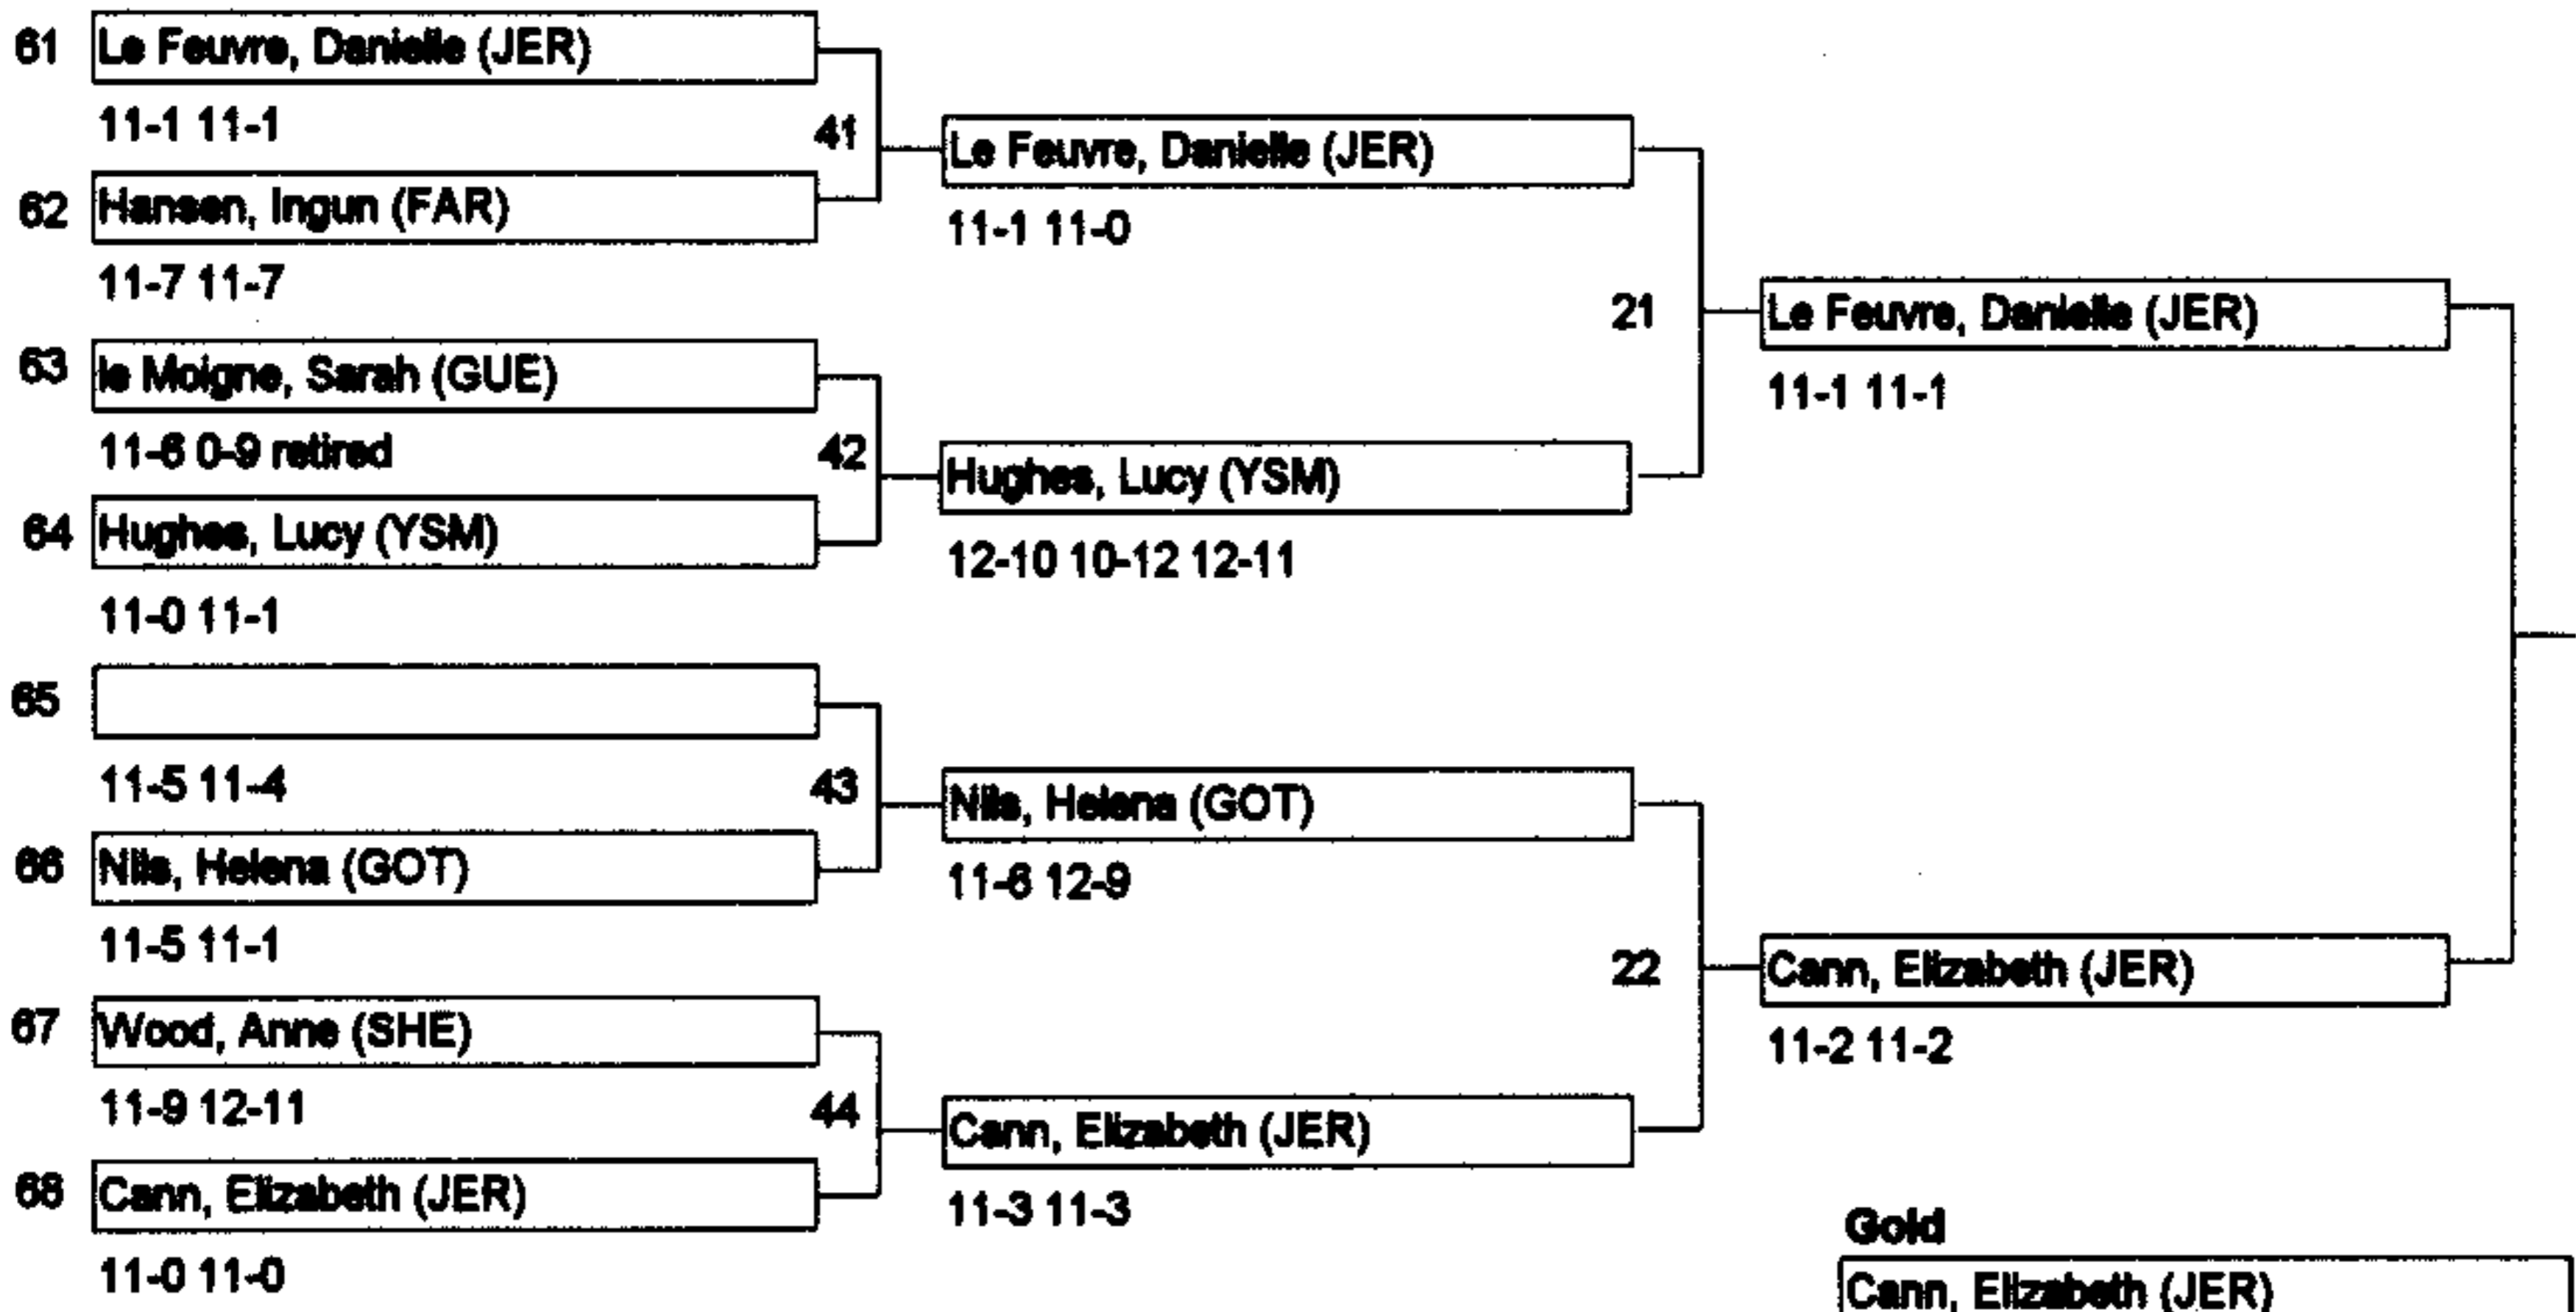 61 Le Feuvre, Danielle (JER)
11-1 11-1
41
Le Feuvre, Danielle (JER)
62 Hansen, Ingun (FAR)
11-1 11-0
11-7 11-7
21
Le Feuvre, Danielle (JER)
63 le Moigne, Sarah (GUE)
11-1 11-1
11-6 0-9 retired
42
Hughes, Lucy (YSM)
64 Hughes, Lucy (YSM)
12-10 10-12 12-11
11-0 11-1
65
11-5 11-4
43
Nils, Helena (GOT)
66 Nils, Helena (GOT)
11-6 12-9
11-5 11-1
22
Cann, Elizabeth (JER)
67 Wood, Anne (SHE)
11-2 11-2
11-9 12-11
44
Cann, Elizabeth (JER)
68 Cann, Elizabeth (JER)
11-3 11-3
11-0 11-0
Gold
Cann, Elizabeth (JER)